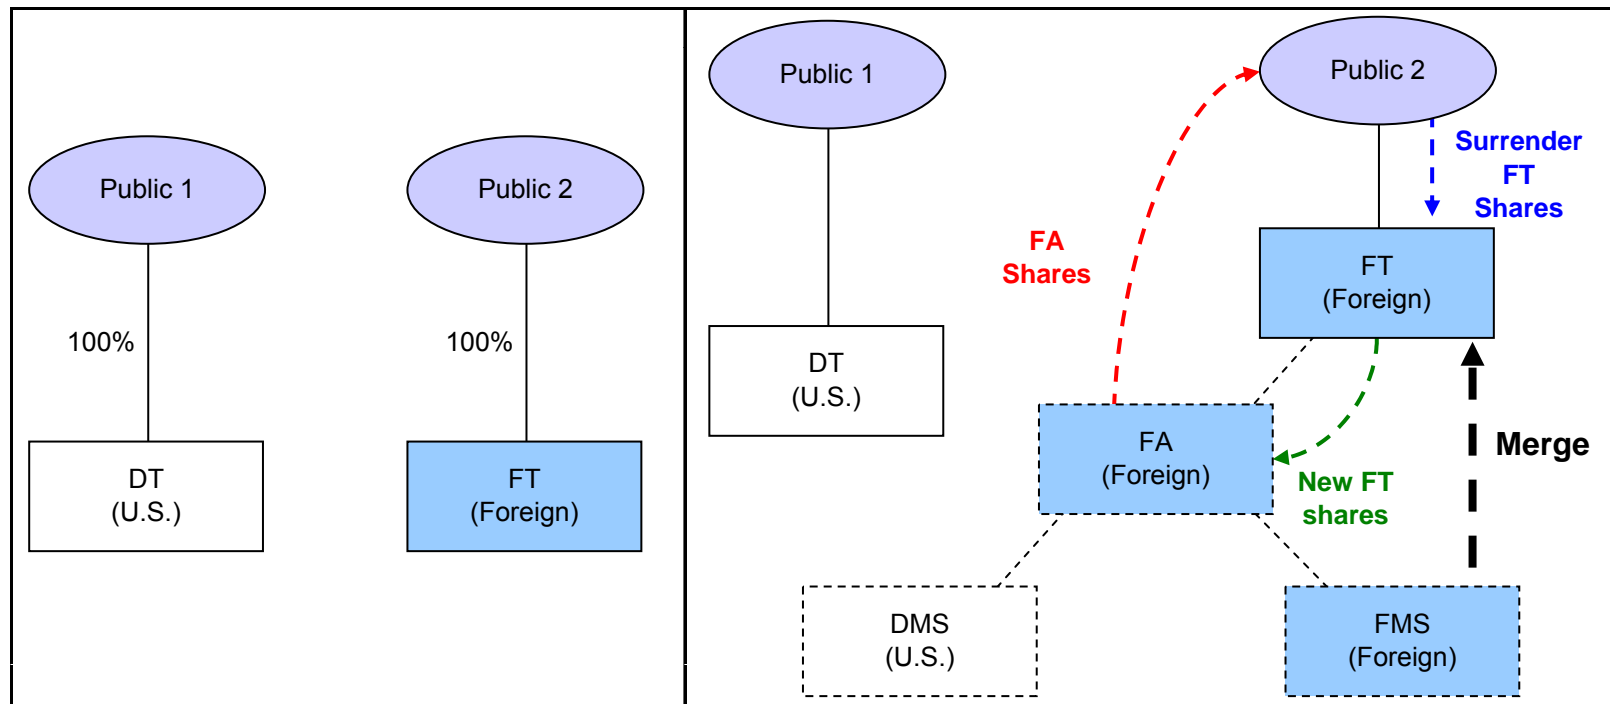 Public 1
Public 2
100%
100%
DT
(U.S.)
FT
(Foreign)
Public 1
Public 2
Surrender
FT
Shares
FA
Shares
FT
(Foreign)
DT
(U.S.)
FA
(Foreign)
New FT
shares
Merge
DMS
(U.S.)
FMS
(Foreign)